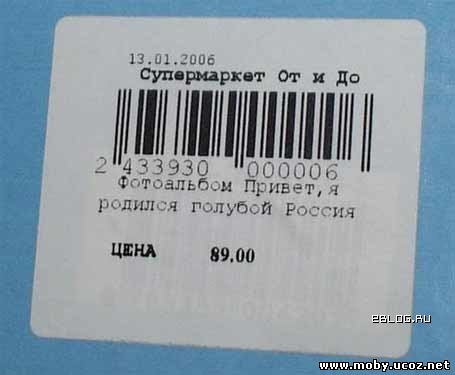 13.01.2006
Супермаркет От и До
2 433930 000006
Фотоальбом Привет,я
родился голубой Россия
ЦЕНА 89.00
EBLOG.RU
www.moby.ucoz.net